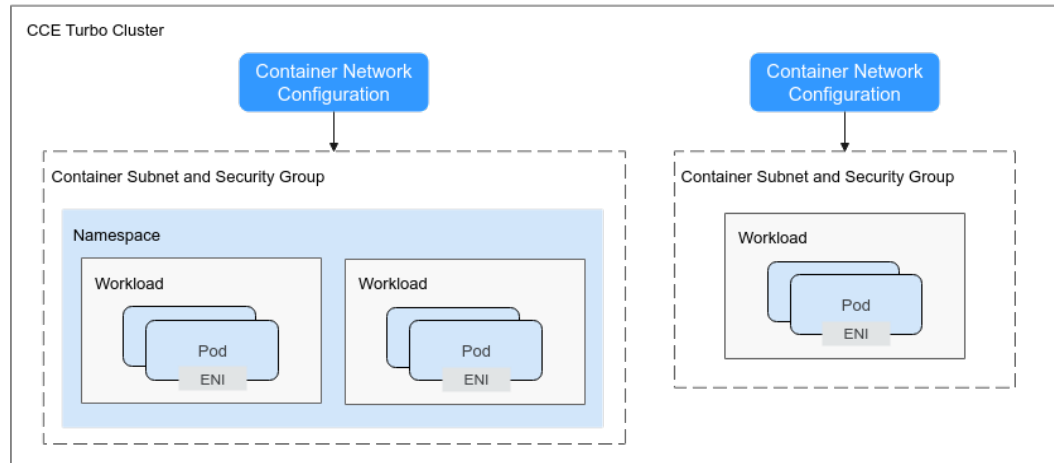 CCE Turbo Cluster
Container Network
Configuration
Container Subnet and Security Group
Namespace
Workload
Pod
ENI
Workload
Pod
ENI
Container Network
Configuration
Container Subnet and Security Group
Workload
Pod
ENI